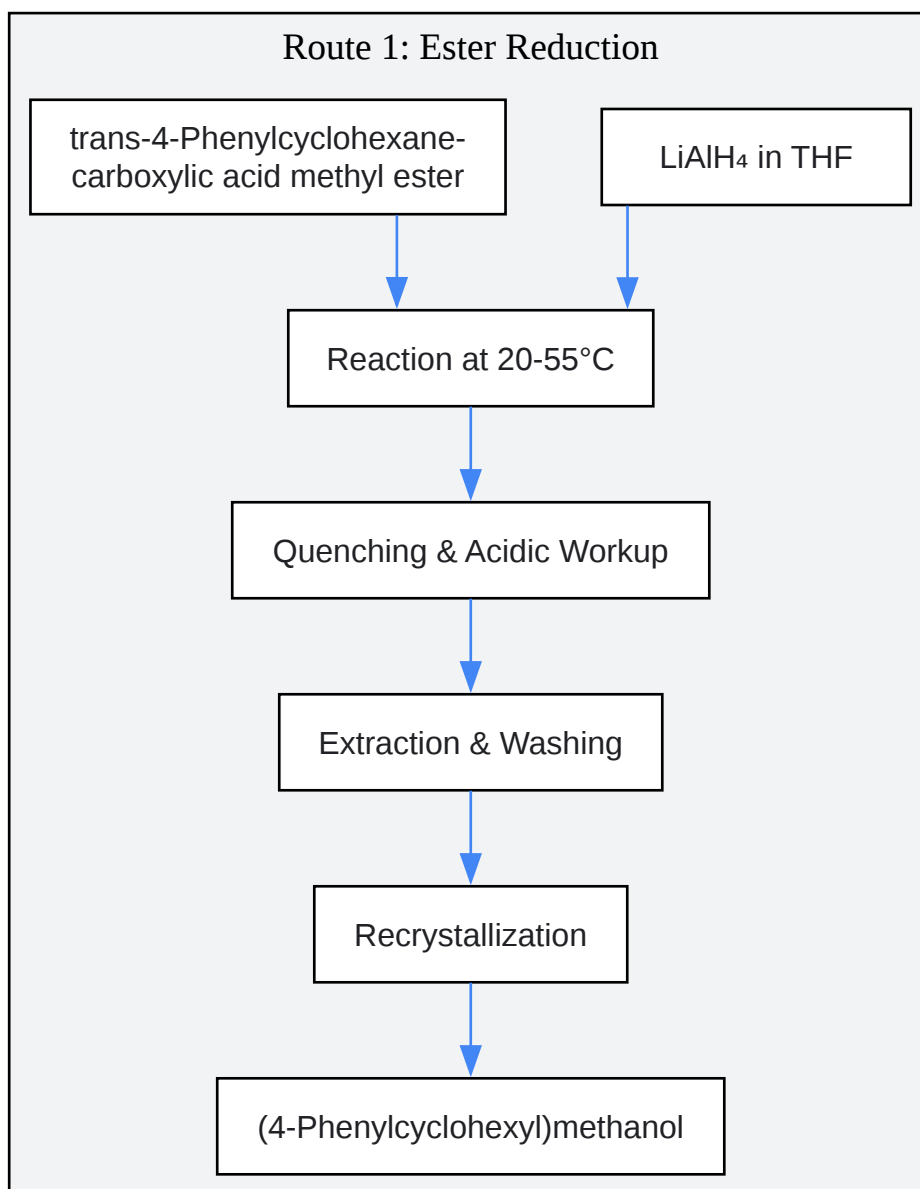 Route 1: Ester Reduction
trans-4-Phenylcyclohexane-
carboxylic acid methyl ester
LiAlH₄ in THF
Reaction at 20-55°C
Quenching & Acidic Workup
Extraction & Washing
Recrystallization
(4-Phenylcyclohexyl)methanol